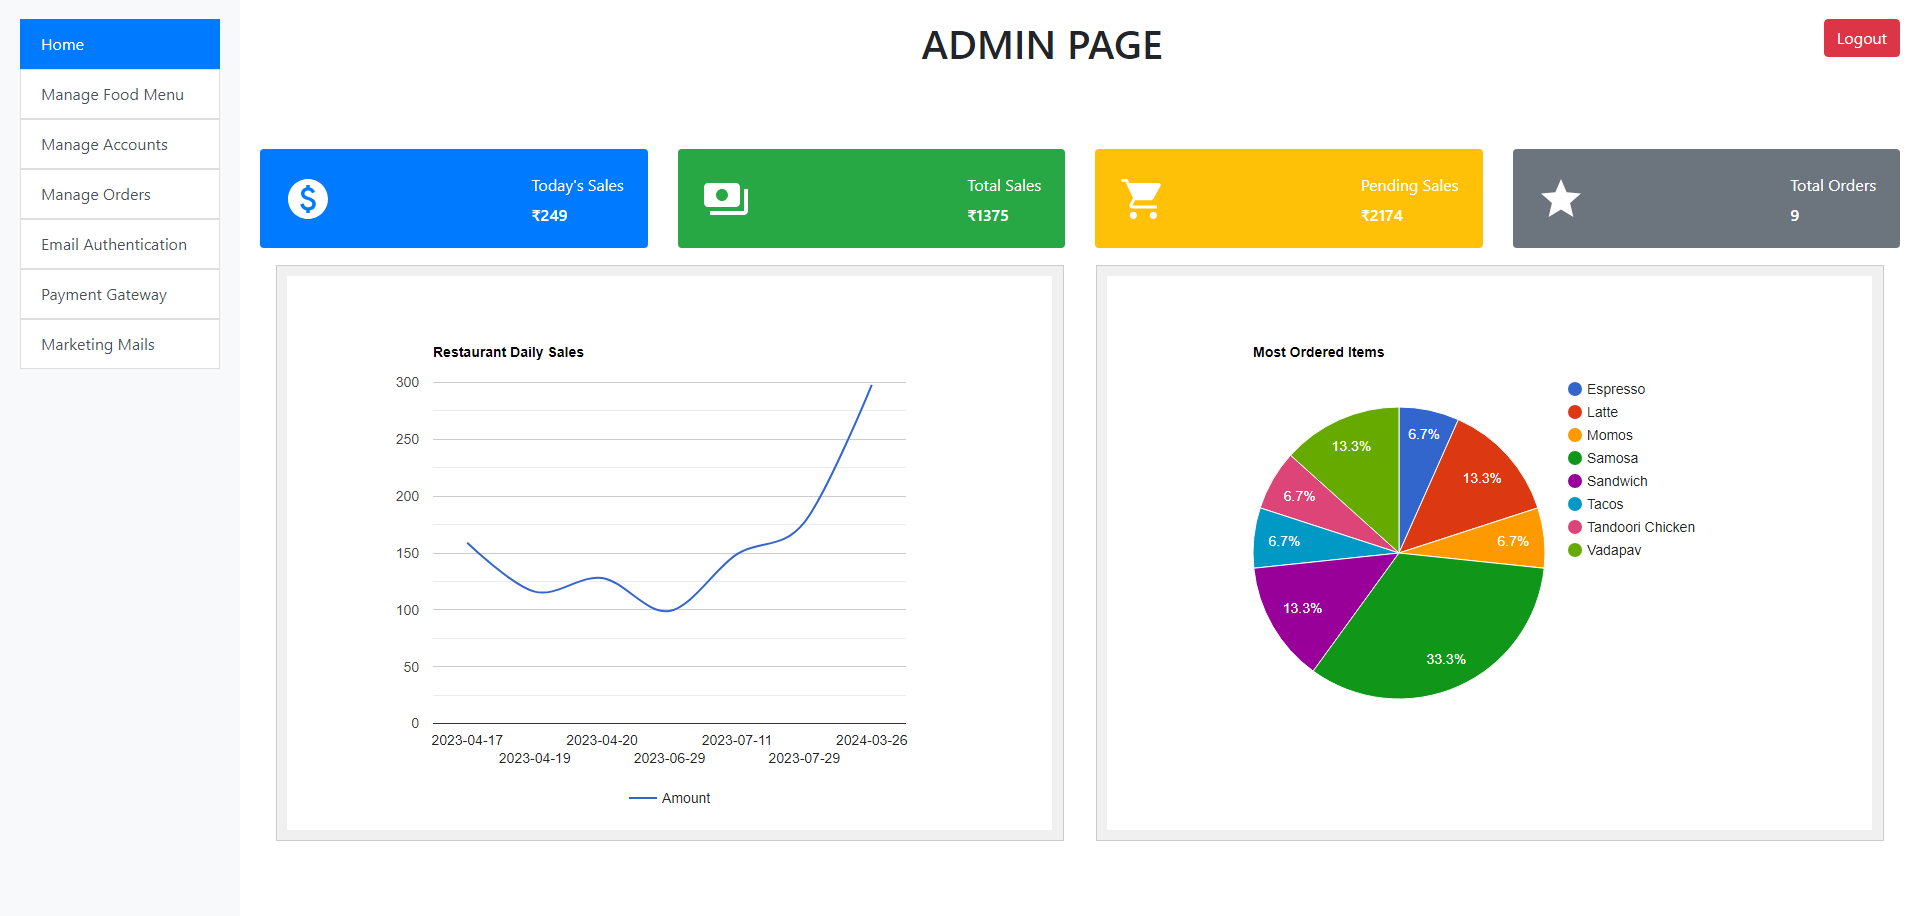 Home
Manage Food Menu
Manage Accounts
Manage Orders
Email Authentication
Payment Gateway
Marketing Mails
ADMIN PAGE
Logout
Today's Sales
₹249
Total Sales
₹1375
Pending Sales
₹2174
Total Orders
9
Restaurant Daily Sales
300
250
200
150
100
50
0
2023-04-17
2023-04-19
2023-04-20
2023-06-29
2023-07-11
2023-07-29
2024-03-26
Amount
Most Ordered Items
6.7%
13.3%
6.7%
33.3%
13.3%
6.7%
6.7%
13.3%
Espresso
Latte
Momos
Samosa
Sandwich
Tacos
Tandoori Chicken
Vadapav